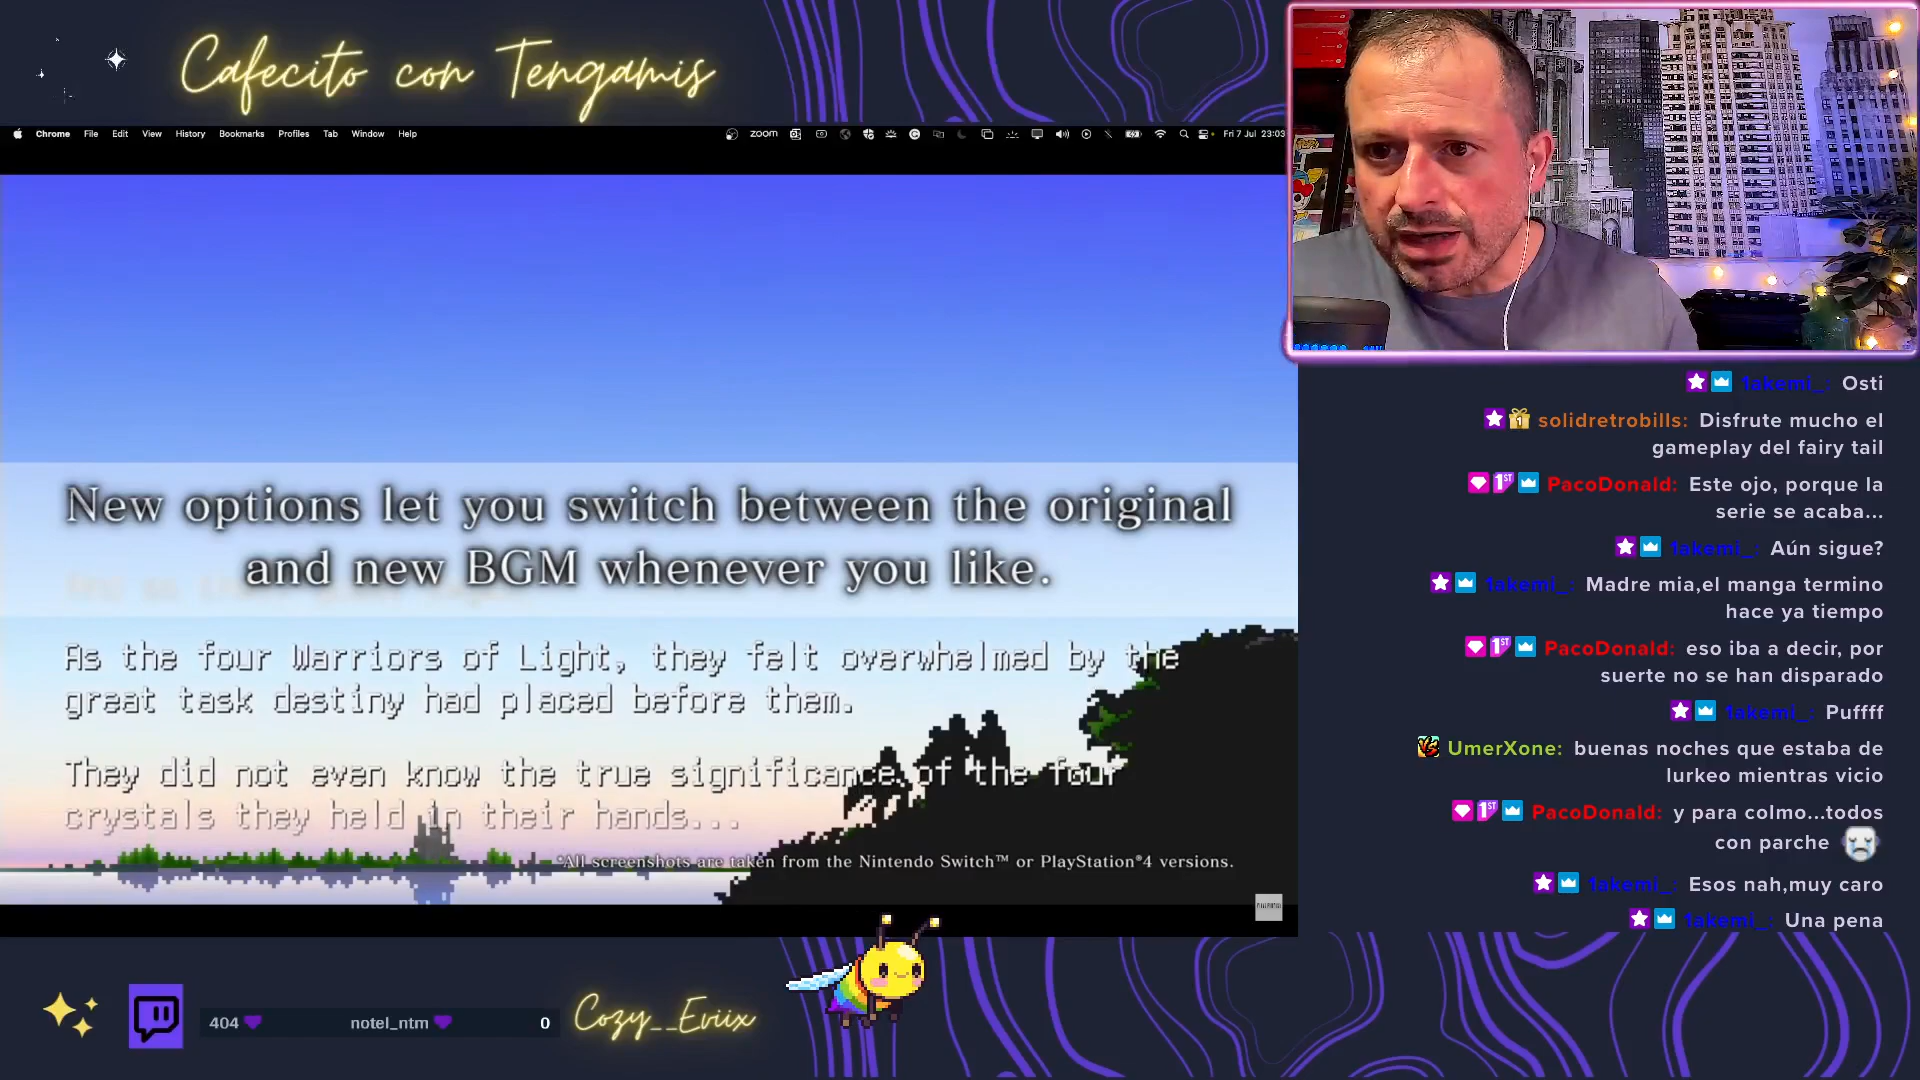 Cafecito con Tengamis
Chrome File Edit View History Bookmarks Profiles Tab Window Help
zoom Fri 7 Jul 23:03
New options let you switch between the original
and new BGM whenever you like.
As the four Warriors of Light, they felt overwhelmed by the
great task destiny had placed before them.
They did not even know the true significance of the four
crystals they held in their hands...
*All screenshots are taken from the Nintendo Switch™ or PlayStation®4 versions.
1akemi_: Osti
solidretrobills: Disfrute mucho el
gameplay del fairy tail
PacoDonald: Este ojo, porque la
serie se acaba...
1akemi_: Aún sigue?
1akemi_: Madre mia,el manga termino
hace ya tiempo
PacoDonald: eso iba a decir, por
suerte no se han disparado
1akemi_: Puffff
UmerXone: buenas noches que estaba de
lurkeo mientras vicio
PacoDonald: y para colmo...todos
con parche
1akemi_: Esos nah,muy caro
1akemi_: Una pena
404 notel_ntm 0
Cozy__Eviix